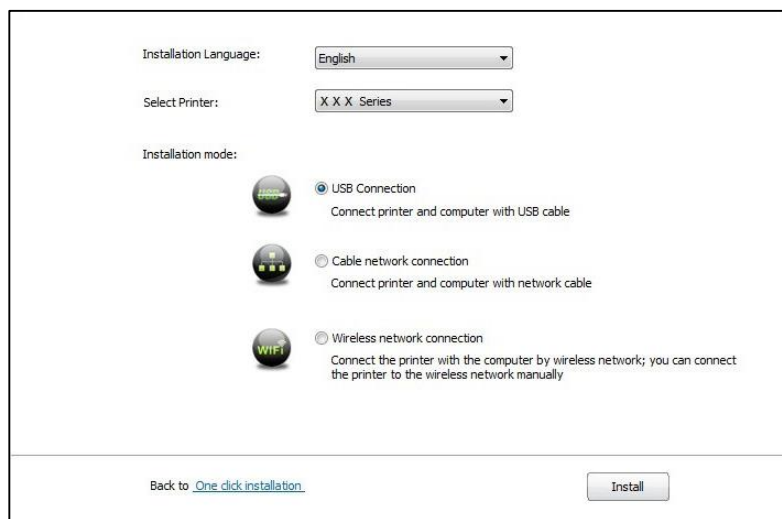 Installation Language:
English
Select Printer:
X X X Series
Installation mode:
USB
USB Connection
Connect printer and computer with USB cable
Cable network connection
Connect printer and computer with network cable
WiFi
Wireless network connection
Connect the printer with the computer by wireless network; you can connect
the printer to the wireless network manually
Back to One click installation
Install